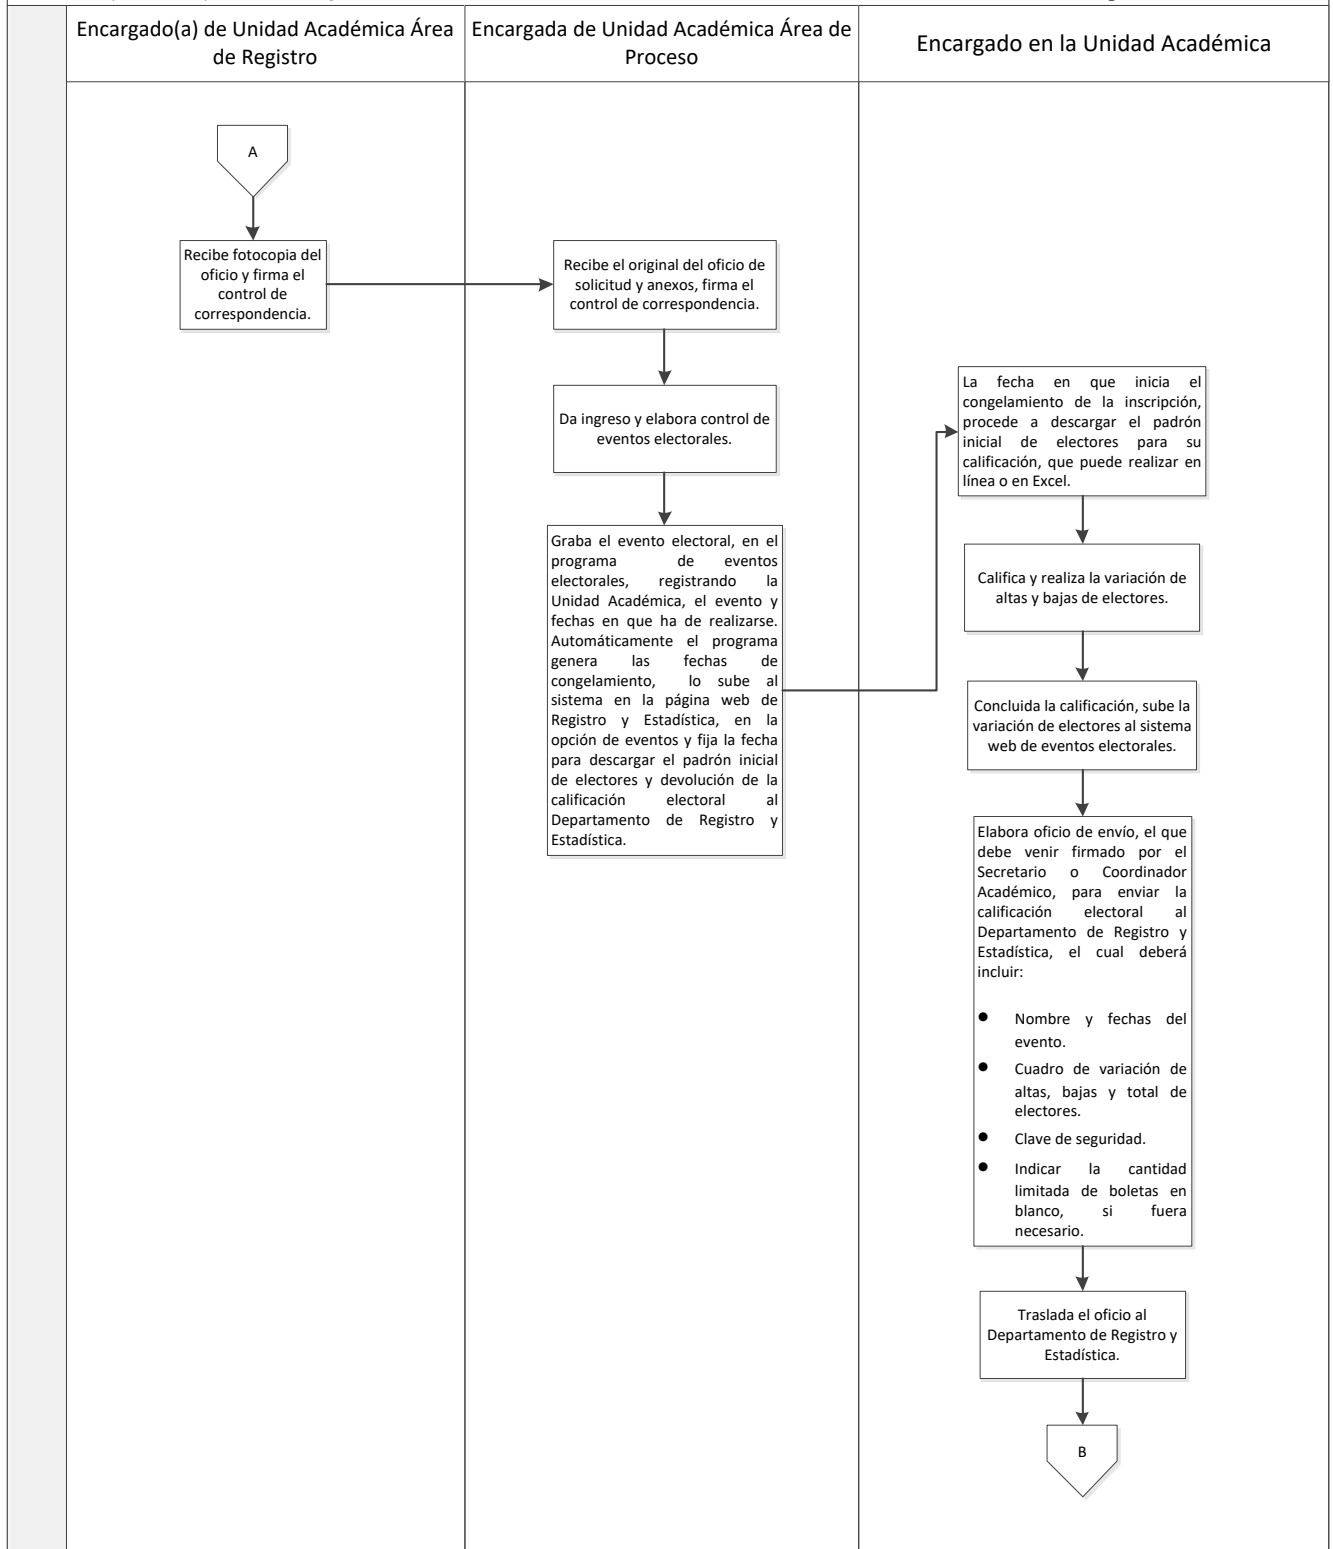 Encargado(a) de Unidad Académica Área
de Registro
Encargada de Unidad Académica Área de
Proceso
Encargado en la Unidad Académica
A
Recibe fotocopia del
oficio y firma el
control de
correspondencia.
Recibe el original del oficio de
solicitud y anexos, firma el
control de correspondencia.
Da ingreso y elabora control de
eventos electorales.
Graba el evento electoral, en el
programa de eventos
electorales, registrando la
Unidad Académica, el evento y
fechas en que ha de realizarse.
Automáticamente el programa
genera las fechas de
congelamiento, lo sube al
sistema en la página web de
Registro y Estadística, en la
opción de eventos y fija la fecha
para descargar el padrón inicial
de electores y devolución de la
calificación electoral al
Departamento de Registro y
Estadística.
La fecha en que inicia el
congelamiento de la inscripción,
procede a descargar el padrón
inicial de electores para su
calificación, que puede realizar en
línea o en Excel.
Califica y realiza la variación de
altas y bajas de electores.
Concluida la calificación, sube la
variación de electores al sistema
web de eventos electorales.
Elabora oficio de envío, el que
debe venir firmado por el
Secretario o Coordinador
Académico, para enviar la
calificación electoral al
Departamento de Registro y
Estadística, el cual deberá
incluir:
● Nombre y fechas del
evento.
● Cuadro de variación de
altas, bajas y total de
electores.
● Clave de seguridad.
● Indicar la cantidad
limitada de boletas en
blanco, si fuera
necesario.
Traslada el oficio al
Departamento de Registro y
Estadística.
B